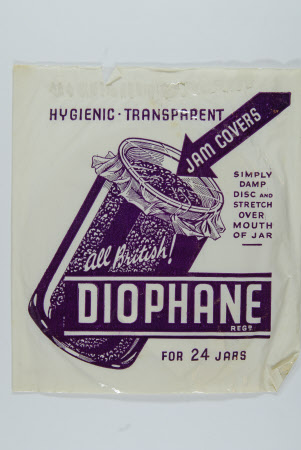 HYGIENIC · TRANSPARENT
JAM COVERS
SIMPLY
DAMP
DISC AND
STRETCH
OVER
MOUTH
OF JAR
All British!
DIOPHANE
REGD
FOR 24 JARS